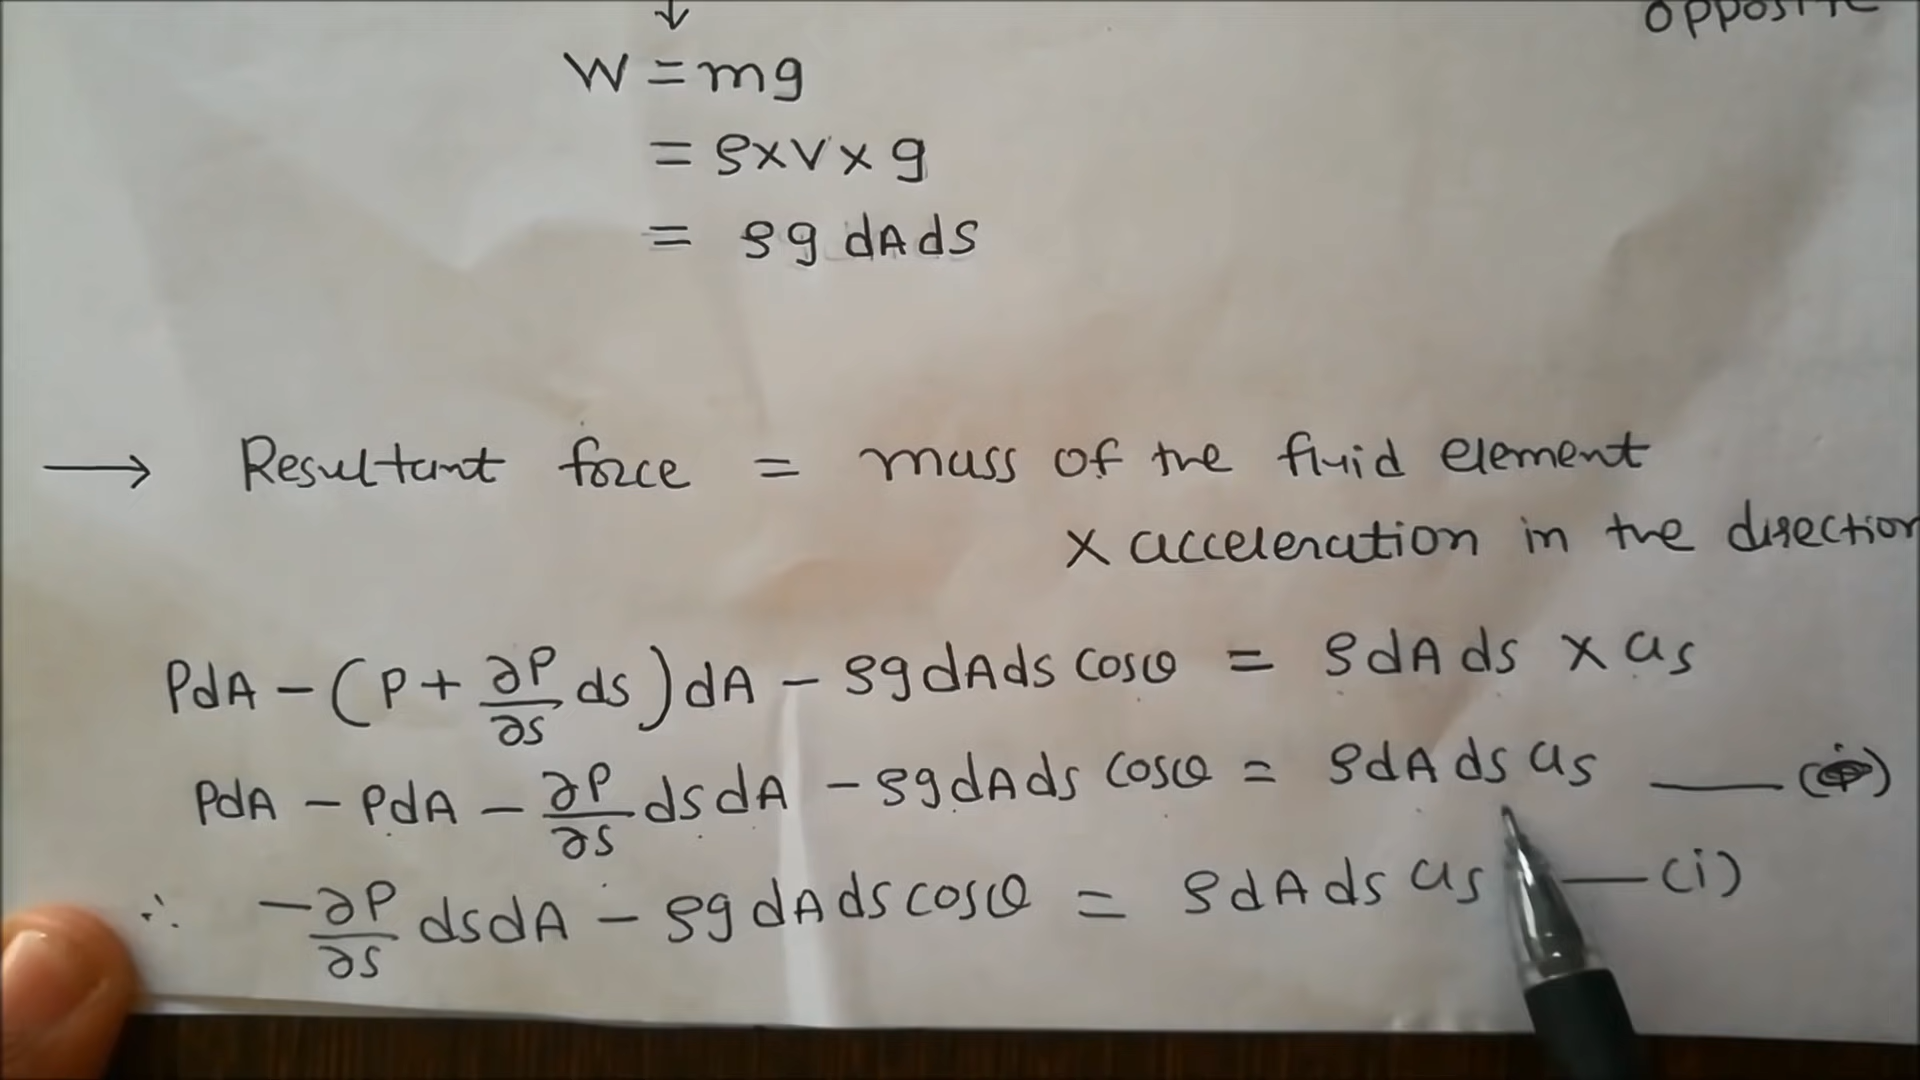 opposite
W = mg
= ρ×V×g
= ρg dA ds
→ Resultant force = mass of the fluid element
× acceleration in the direction
PdA - (P + ∂P/∂s ds) dA - ρg dA ds cosθ = ρ dA ds × as
PdA - PdA - ∂P/∂s ds dA - ρg dA ds cosθ = ρ dA ds as —
∴ -∂P/∂s ds dA - ρg dA ds cosθ = ρ dA ds as — (i)